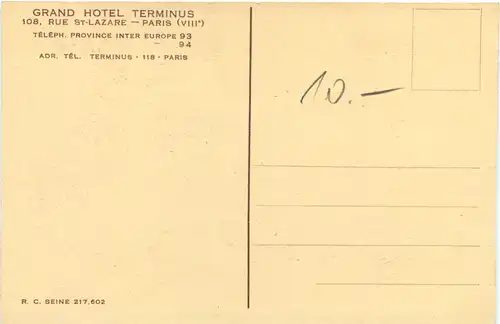 GRAND HOTEL TERMINUS
108, RUE ST-LAZARE — PARIS (VIIIᵉ)
TÉLÉPH. PROVINCE INTER EUROPE 93
— 94
ADR. TÉL. TERMINUS - 118 - PARIS
10.—
R. C. SEINE 217,602